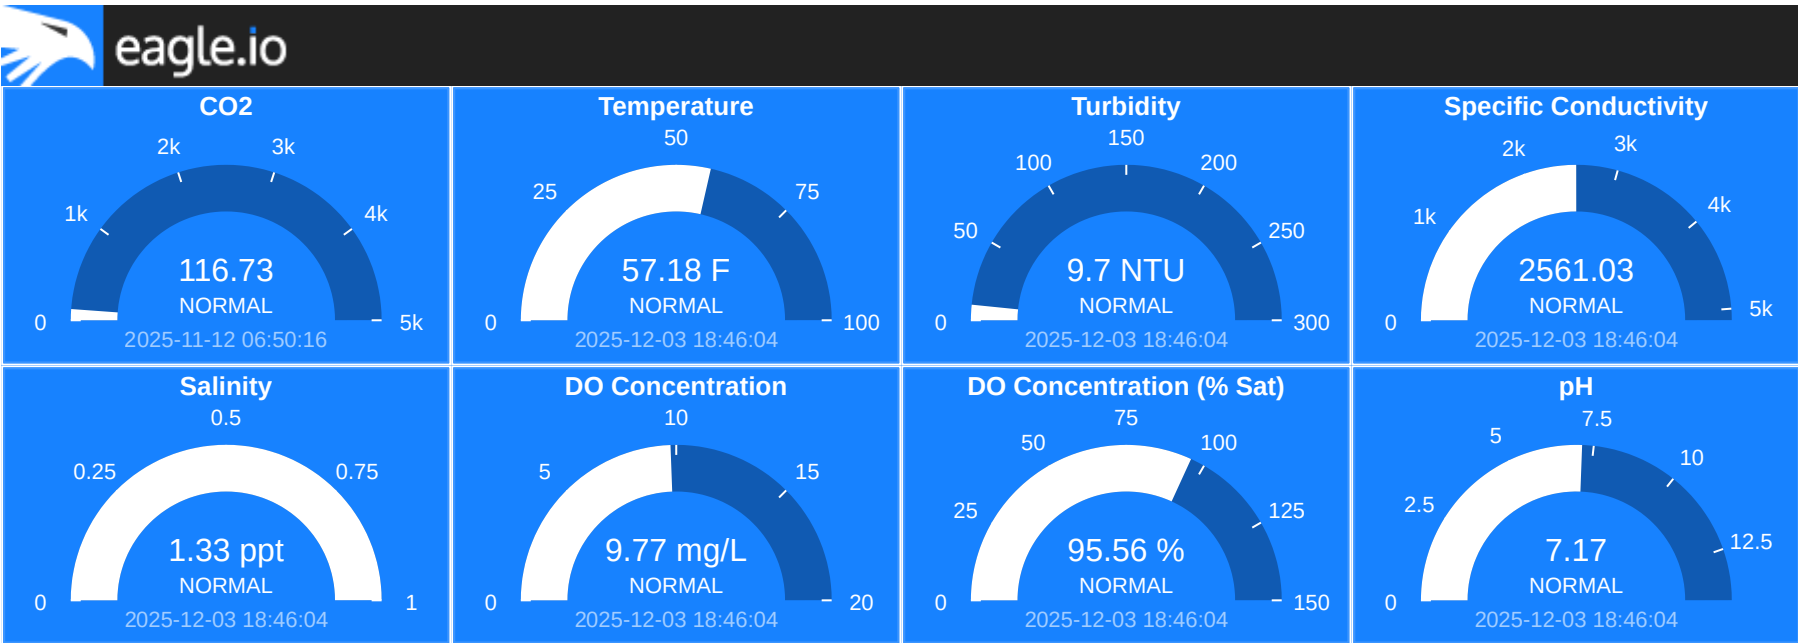 eagle.io
CO2
2k 3k
1k 4k
116.73
NORMAL
0 5k
2025-11-12 06:50:16
Temperature
50
25 75
57.18 F
NORMAL
0 100
2025-12-03 18:46:04
Turbidity
150
100 200
50 250
9.7 NTU
NORMAL
0 300
2025-12-03 18:46:04
Specific Conductivity
2k 3k
1k 4k
2561.03
NORMAL
0 5k
2025-12-03 18:46:04
Salinity
0.5
0.25 0.75
1.33 ppt
NORMAL
0 1
2025-12-03 18:46:04
DO Concentration
10
5 15
9.77 mg/L
NORMAL
0 20
2025-12-03 18:46:04
DO Concentration (% Sat)
75
50 100
25 125
95.56 %
NORMAL
0 150
2025-12-03 18:46:04
pH
7.5
5 10
2.5 12.5
7.17
NORMAL
0
2025-12-03 18:46:04